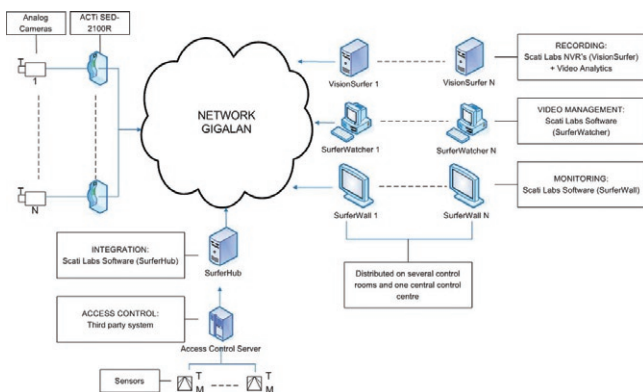 Analog
Cameras
ACTi SED-
2100R
1
N
NETWORK
GIGALAN
VisionSurfer 1
VisionSurfer N
RECORDING:
Scati Labs NVR's (VisionSurfer)
+ Video Analytics
SurferWatcher 1
SurferWatcher N
VIDEO MANAGEMENT:
Scati Labs Software
(SurferWatcher)
SurferWall 1
SurferWall N
MONITORING:
Scati Labs Software (SurferWall)
Distributed on several control
rooms and one central control
centre
INTEGRATION:
Scati Labs Software (SurferHub)
SurferHub
ACCESS CONTROL:
Third party system
Access Control Server
Sensors
T
M
T
M